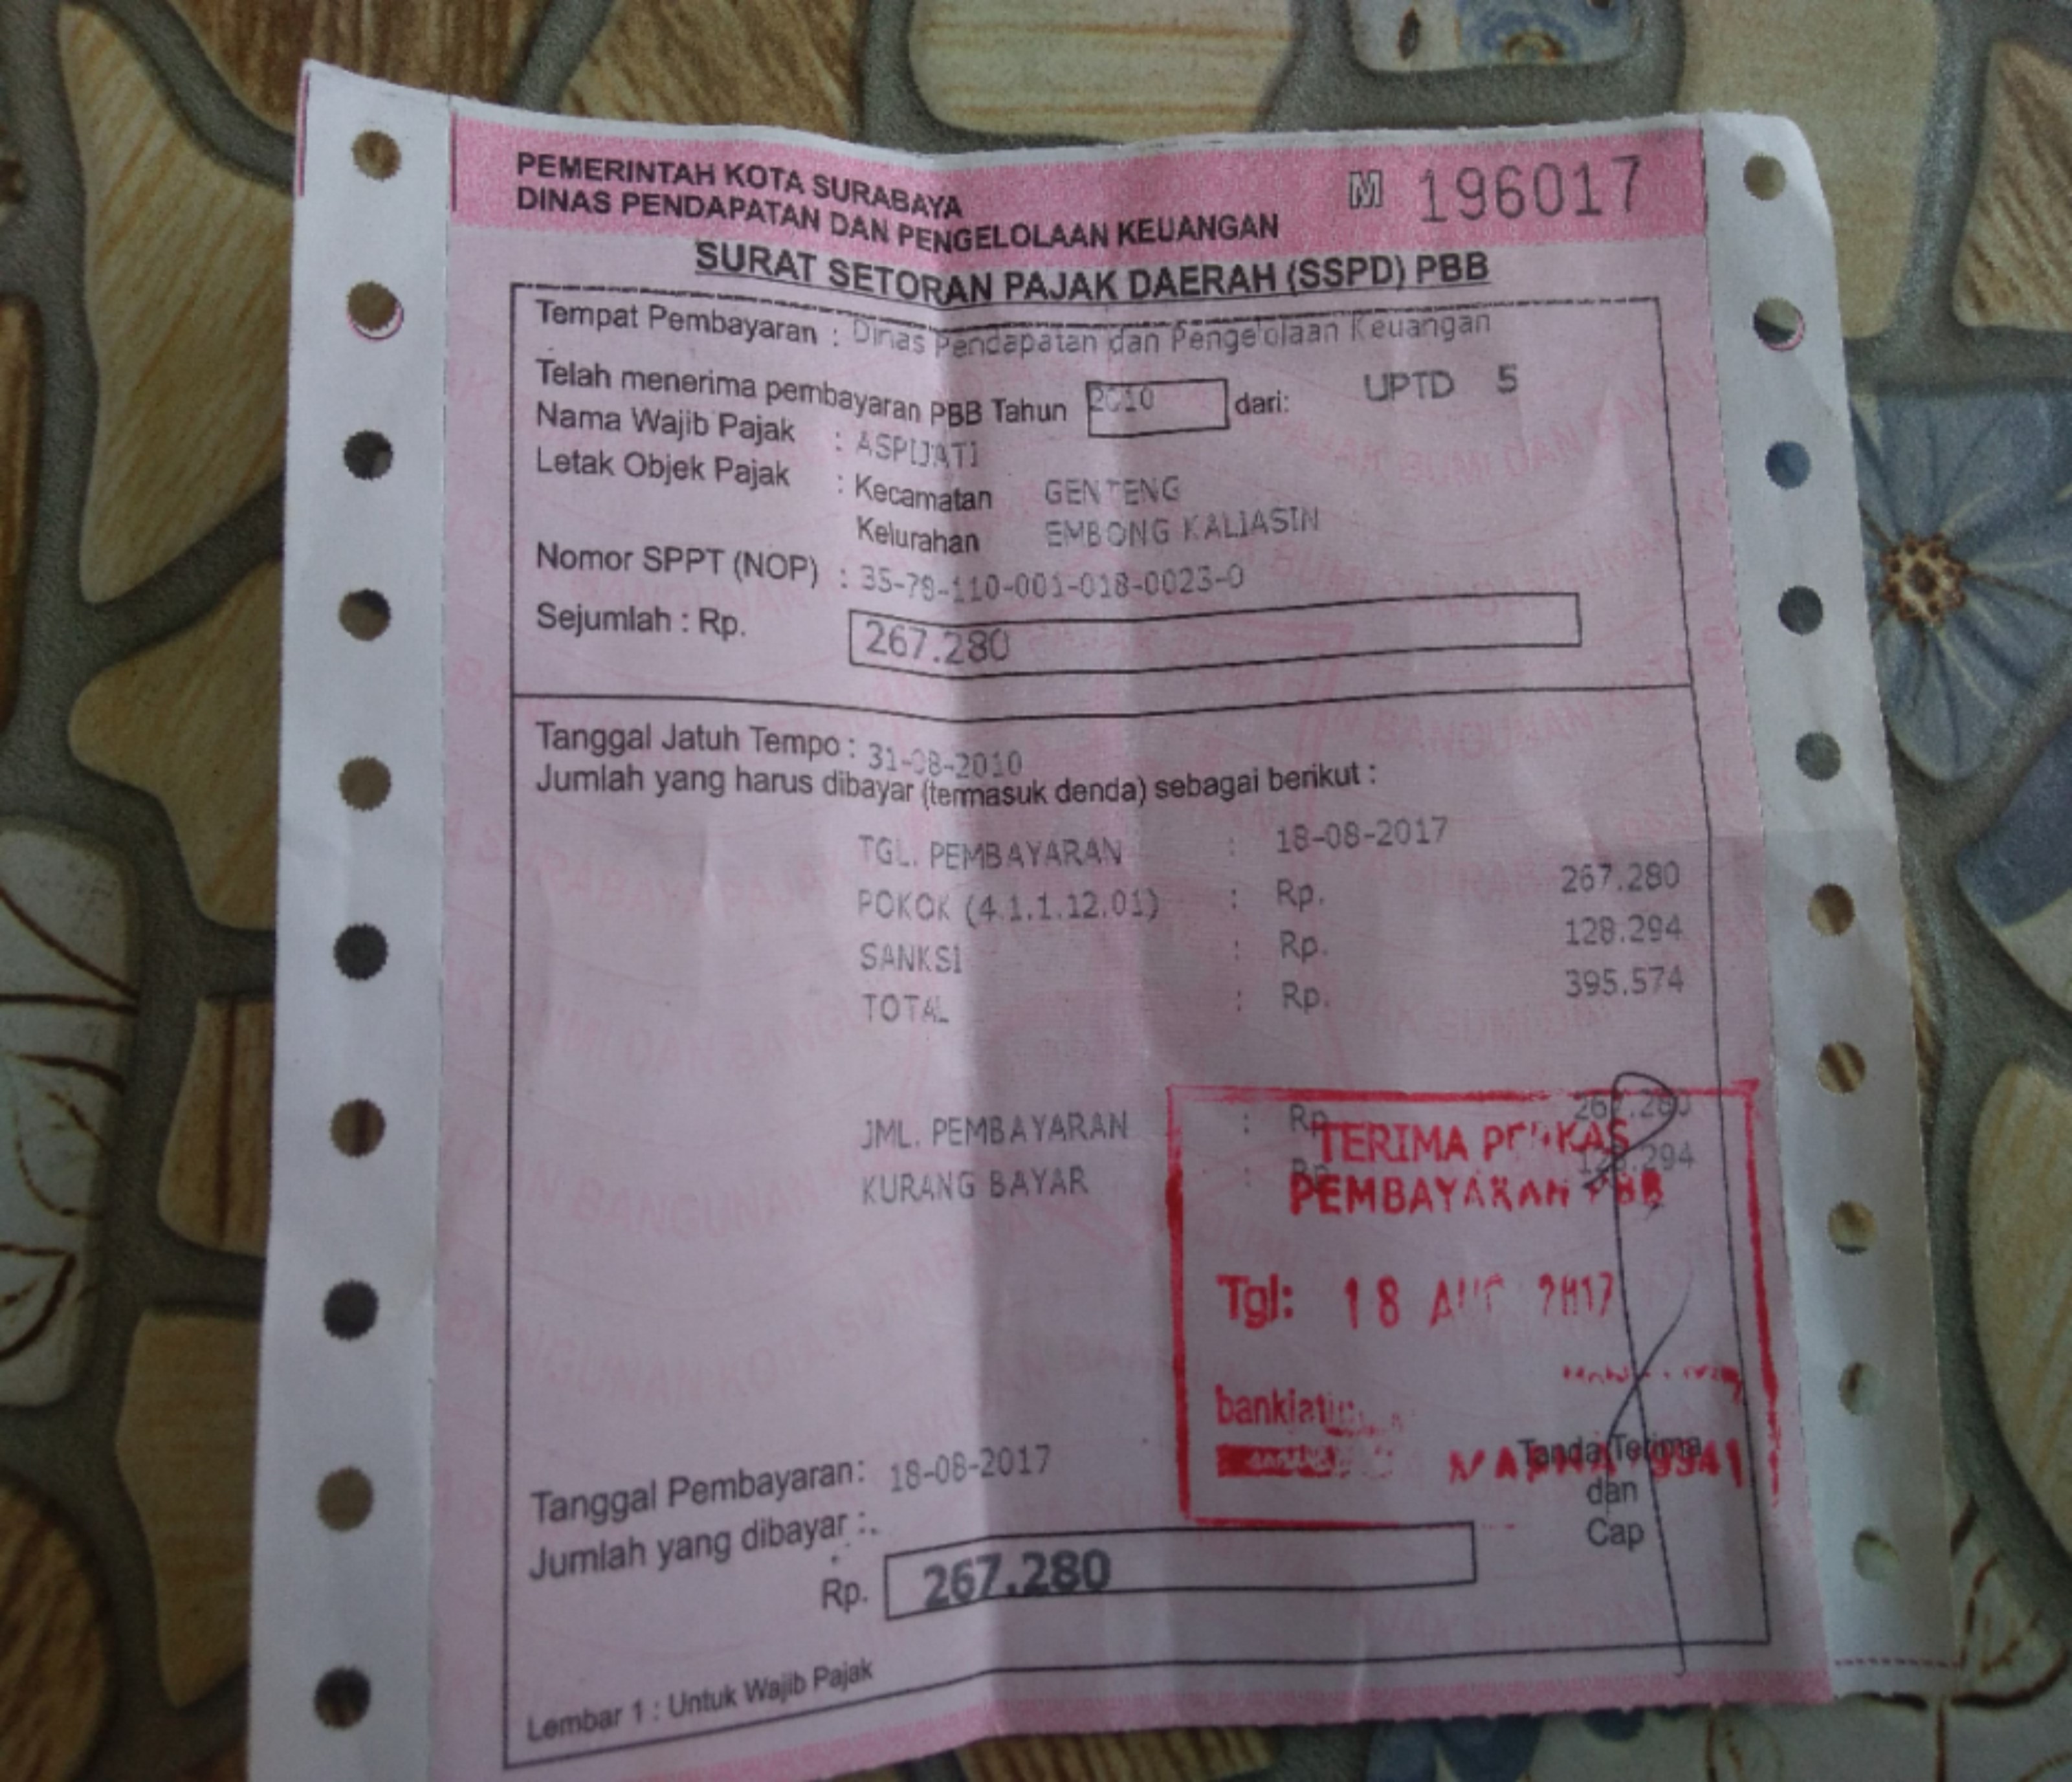 PEMERINTAH KOTA SURABAYA
DINAS PENDAPATAN DAN PENGELOLAAN KEUANGAN
M 196017
SURAT SETORAN PAJAK DAERAH (SSPD) PBB
Tempat Pembayaran : Dinas Pendapatan dan Pengelolaan Keuangan
UPTD 5
Telah menerima pembayaran PBB Tahun 2010 dari:
Nama Wajib Pajak : ASPIJATI
Letak Objek Pajak : Kecamatan GENTENG
Kelurahan EMBONG KALIASIN
Nomor SPPT (NOP) : 35-78-110-001-018-0023-0
Sejumlah : Rp. 267.280
Tanggal Jatuh Tempo : 31-08-2010
Jumlah yang harus dibayar (termasuk denda) sebagai berikut :
TGL. PEMBAYARAN : 18-08-2017
POKOK (4.1.1.12.01) : Rp. 267.280
SANKSI : Rp. 128.294
TOTAL : Rp. 395.574
JML. PEMBAYARAN : Rp. 267.280
KURANG BAYAR : Rp. 128.294
TERIMA
PEMBAYARAN PBB
Tgl: 18 AUG 2017
bankjatim
Tanda Terima
dan
Cap
Tanggal Pembayaran: 18-08-2017
Jumlah yang dibayar :.
Rp. 267.280
Lembar 1 : Untuk Wajib Pajak